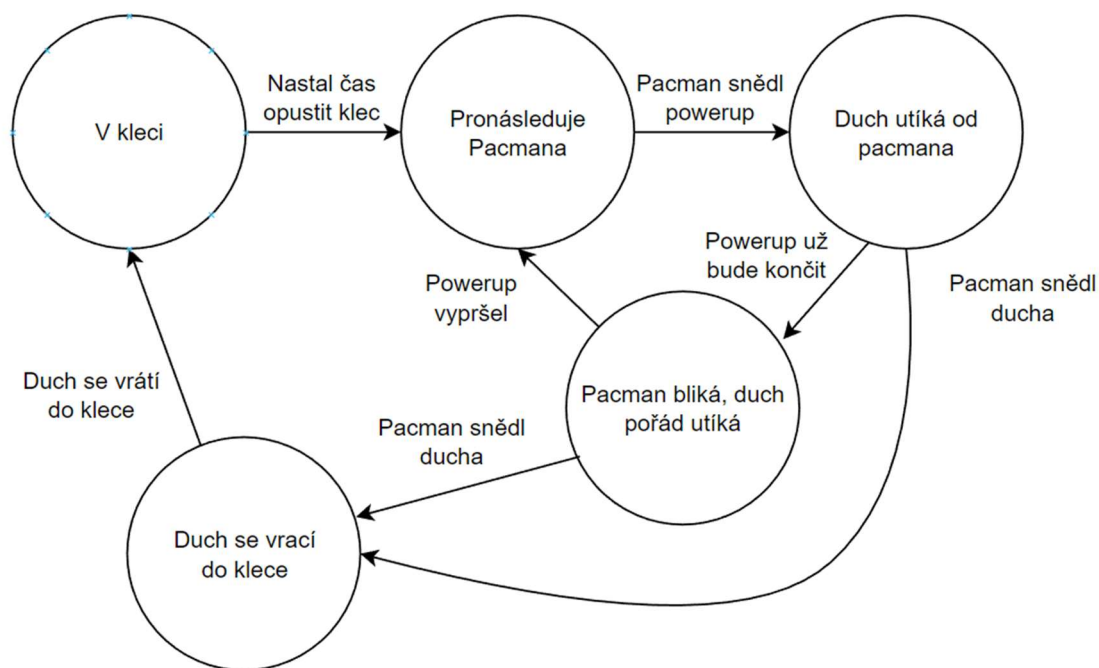 V kleci
Nastal čas
opustit klec
Pronásleduje
Pacmana
Pacman snědl
powerup
Duch utíká od
pacmana
Powerup už
bude končit
Pacman snědl
ducha
Powerup
vypršel
Pacman bliká, duch
pořád utíká
Duch se vrátí
do klece
Pacman snědl
ducha
Duch se vrací
do klece